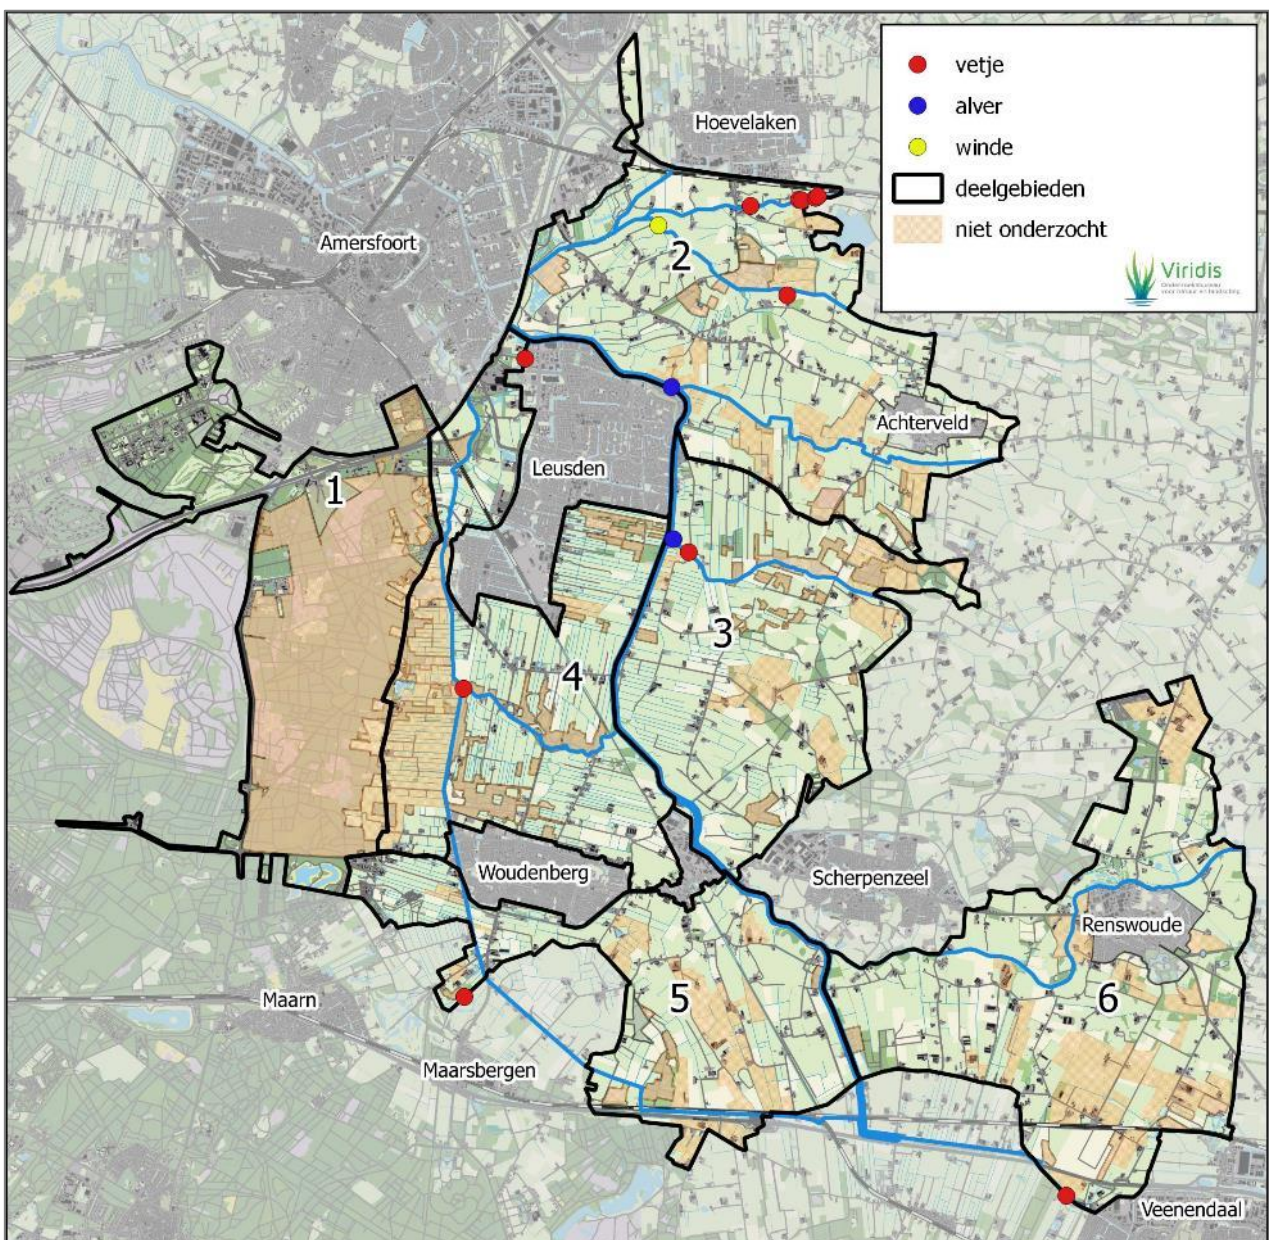 vetje
alver
winde
deelgebieden
niet onderzocht
Viridis
Hoevelaken
Amersfoort
2
Achterveld
Leusden
1
3
4
Woudenberg
Scherpenzeel
Renswoude
Maarn
5
6
Maarsbergen
Veenendaal